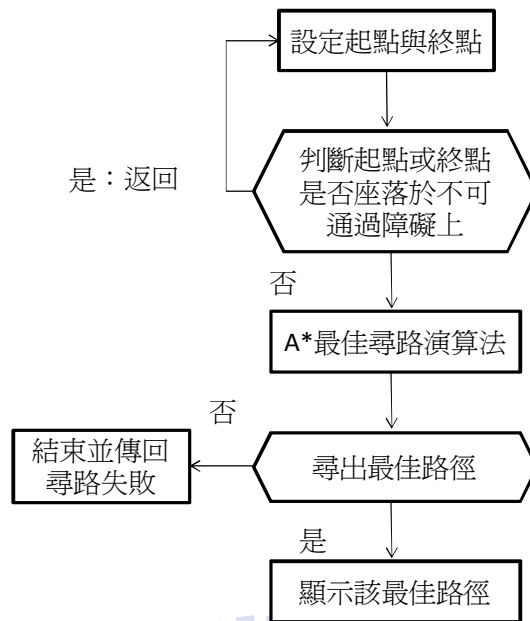 設定起點與終點
判斷起點或終點
是否座落於不可
通過障礙上
是：返回
否
A*最佳尋路演算法
否
尋出最佳路徑
結束並傳回
尋路失敗
是
顯示該最佳路徑